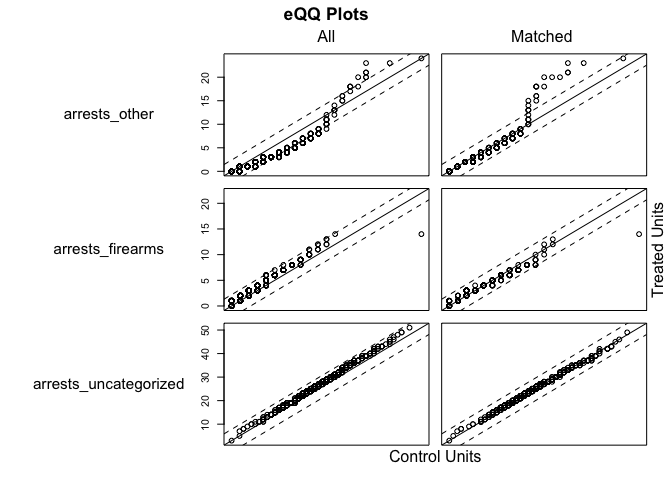 eQQ Plots
All
Matched
arrests_other
0
5
10
15
20
arrests_firearms
0
5
10
15
20
arrests_uncategorized
10
20
30
40
50
Treated Units
Control Units